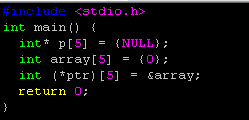 #include <stdio.h>
int main() {
  int* p[5] = {NULL};
  int array[5] = {0};
  int (*ptr)[5] = &array;
  return 0;
}